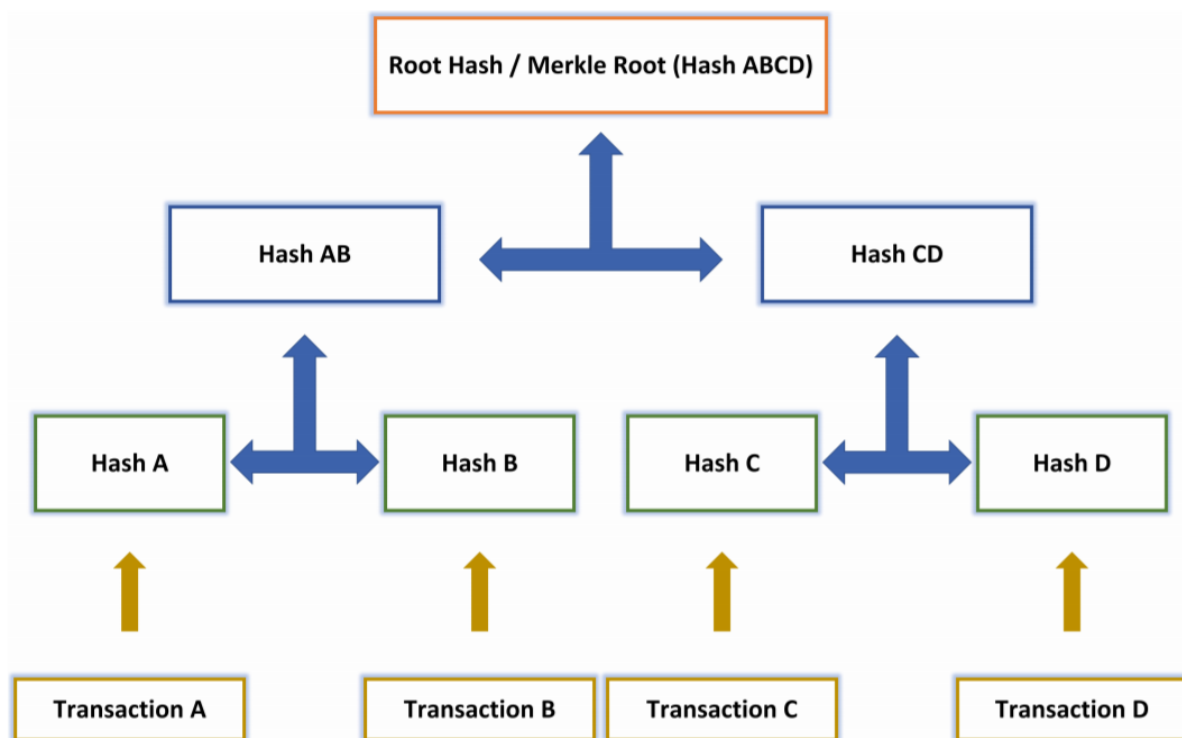 Root Hash / Merkle Root (Hash ABCD)
Hash AB
Hash CD
Hash A
Hash B
Hash C
Hash D
Transaction A
Transaction B
Transaction C
Transaction D